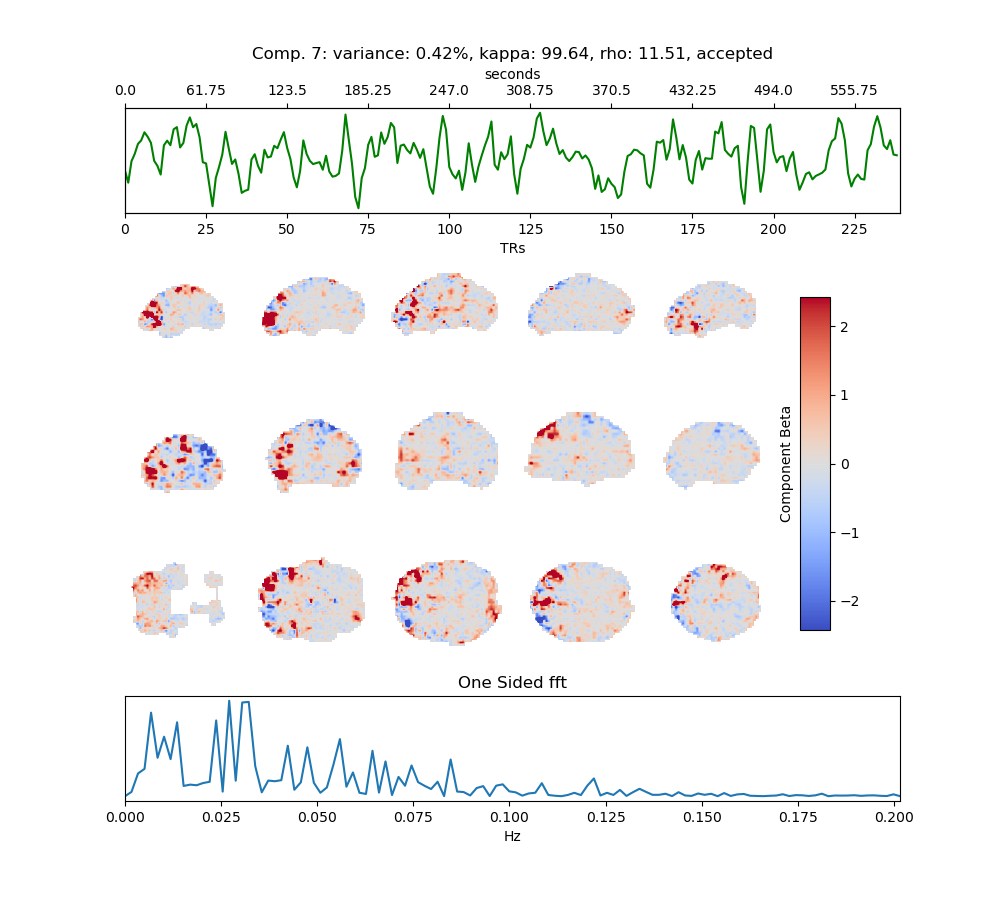 Comp. 7: variance: 0.42%, kappa: 99.64, rho: 11.51, accepted
seconds
0.0 61.75 123.5 185.25 247.0 308.75 370.5 432.25 494.0 555.75
0 25 50 75 100 125 150 175 200 225
TRs
2
1
0
−1
−2
Component Beta
One Sided fft
0.000 0.025 0.050 0.075 0.100 0.125 0.150 0.175 0.200
Hz